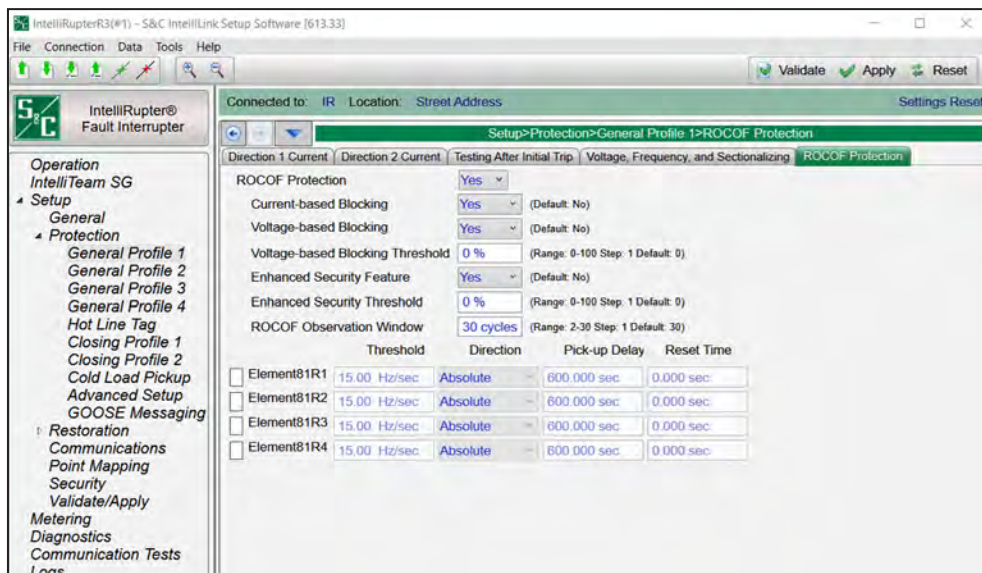 IntelliRupterR3(#1) - S&C IntelliLink Setup Software [613.33]
File Connection Data Tools Help
Validate Apply Reset
S&C
IntelliRupter®
Fault Interrupter
Connected to: IR Location: Street Address Settings Reset
Setup>Protection>General Profile 1>ROCOF Protection
Direction 1 Current Direction 2 Current Testing After Initial Trip Voltage, Frequency, and Sectionalizing ROCOF Protection
Operation
IntelliTeam SG
Setup
General
Protection
General Profile 1
General Profile 2
General Profile 3
General Profile 4
Hot Line Tag
Closing Profile 1
Closing Profile 2
Cold Load Pickup
Advanced Setup
GOOSE Messaging
Restoration
Communications
Point Mapping
Security
Validate/Apply
Metering
Diagnostics
Communication Tests
Logs
ROCOF Protection Yes
Current-based Blocking Yes (Default: No)
Voltage-based Blocking Yes (Default: No)
Voltage-based Blocking Threshold 0 % (Range: 0-100 Step: 1 Default: 0)
Enhanced Security Feature Yes (Default: No)
Enhanced Security Threshold 0 % (Range: 0-100 Step: 1 Default: 0)
ROCOF Observation Window 30 cycles (Range: 2-30 Step: 1 Default: 30)
Threshold Direction Pick-up Delay Reset Time
Element81R1 15.00 Hz/sec Absolute 600.000 sec 0.000 sec
Element81R2 15.00 Hz/sec Absolute 600.000 sec 0.000 sec
Element81R3 15.00 Hz/sec Absolute 600.000 sec 0.000 sec
Element81R4 15.00 Hz/sec Absolute 600.000 sec 0.000 sec